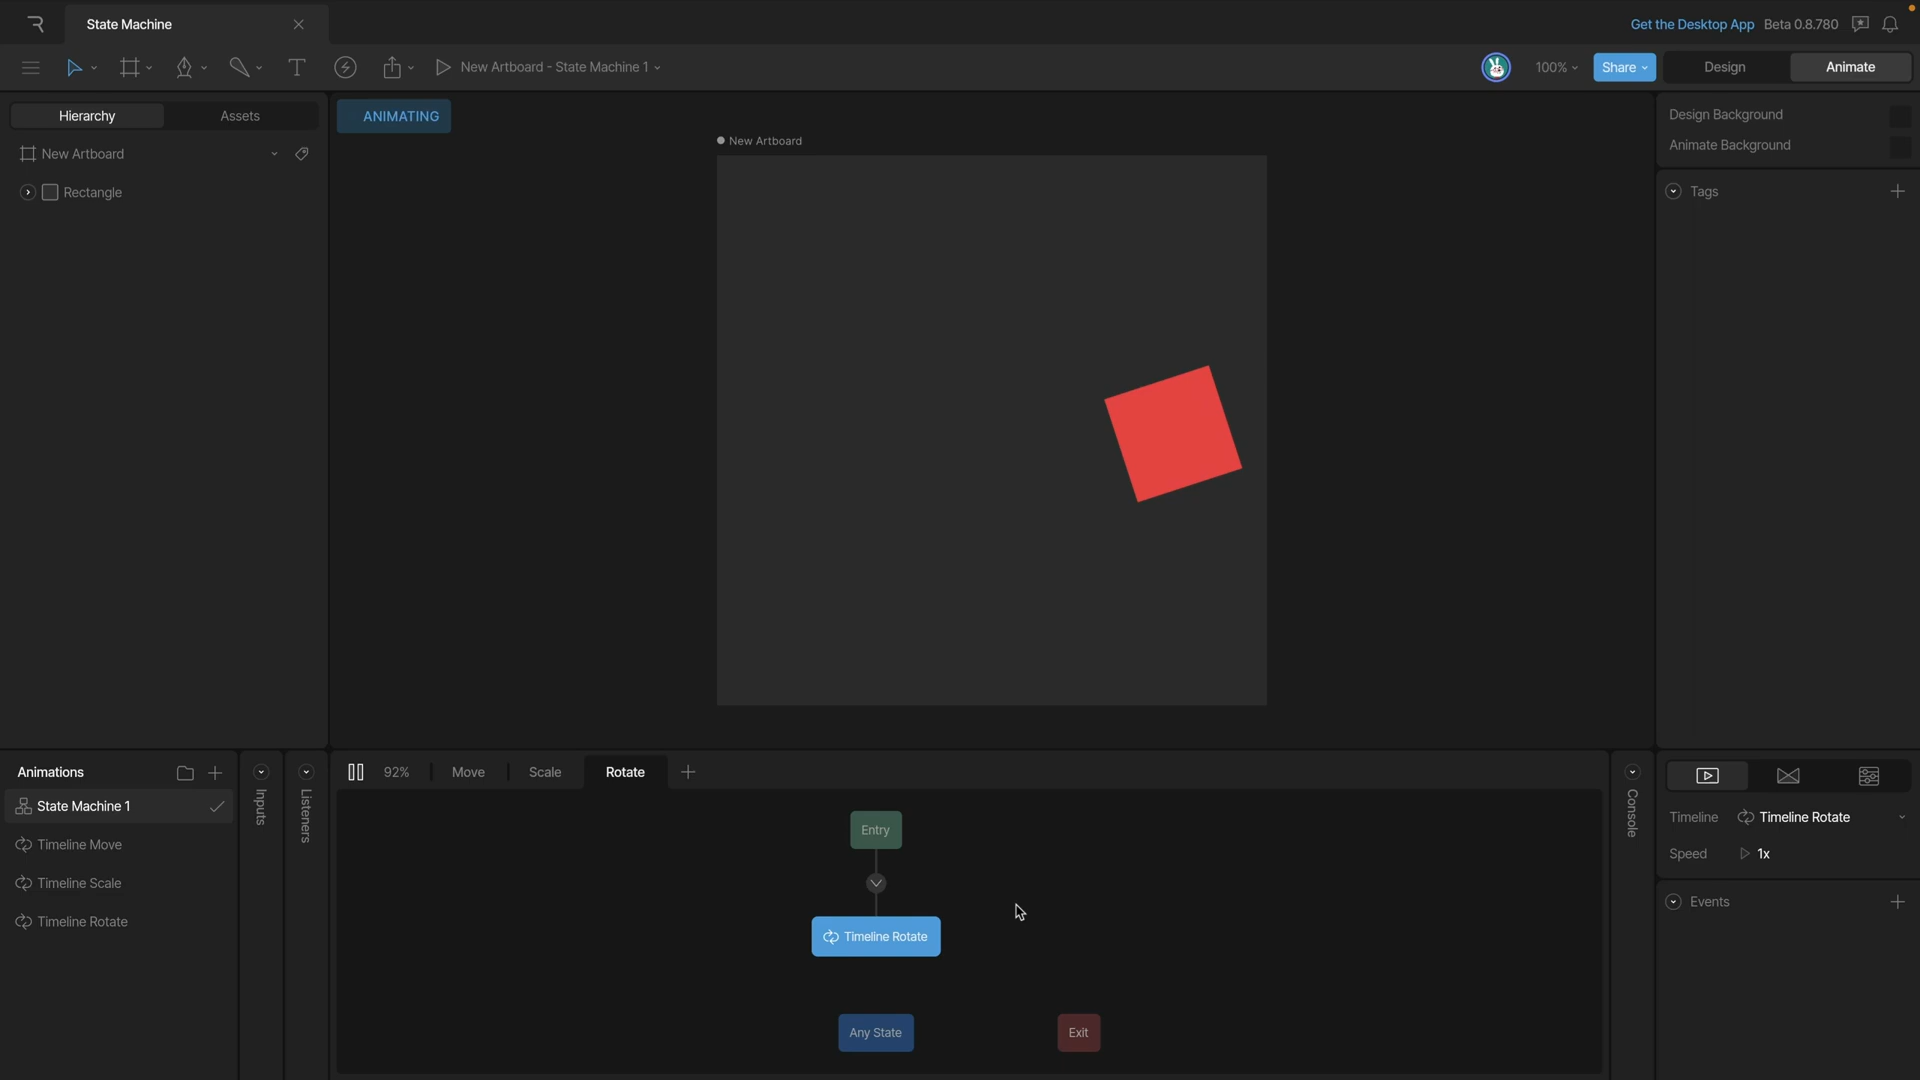 State Machine
Get the Desktop App
Beta 0.8.780
New Artboard - State Machine 1
100%
Share
Design
Animate
Hierarchy
Assets
New Artboard
Rectangle
ANIMATING
New Artboard
Design Background
Animate Background
Tags
Animations
State Machine 1
Timeline Move
Timeline Scale
Timeline Rotate
Inputs
Listeners
92%
Move
Scale
Rotate
Entry
Timeline Rotate
Any State
Exit
Console
Timeline
Timeline Rotate
Speed
1x
Events